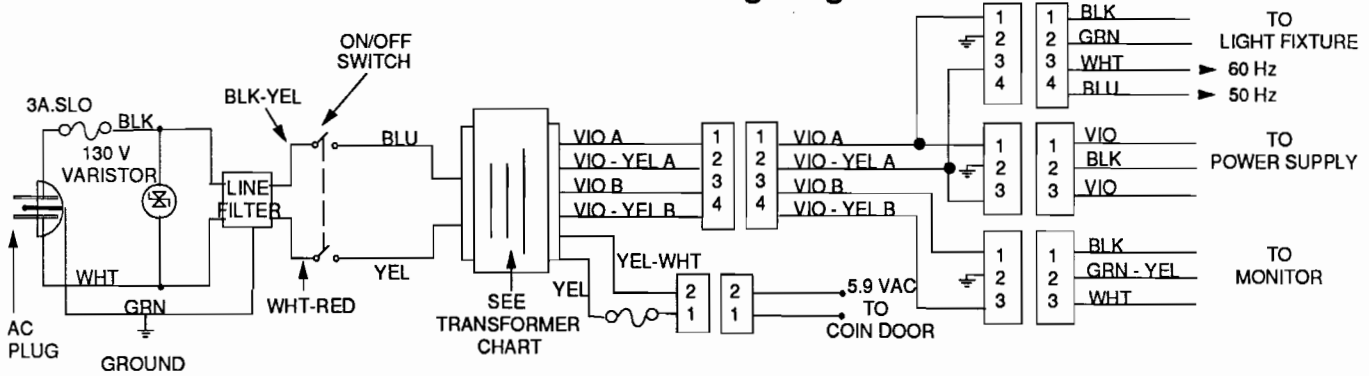 3A.SLO
BLK
130 V
VARISTOR
WHT
GRN
AC
PLUG
GROUND
LINE
FILTER
BLK-YEL
ON/OFF
SWITCH
WHT-RED
BLU
YEL
SEE
TRANSFORMER
CHART
VIO A
VIO - YEL A
VIO B
VIO - YEL B
YEL-WHT
YEL
1
2
3
4
1
2
3
4
2
1
2
1
VIO A
VIO - YEL A
VIO B
VIO - YEL B
5.9 VAC
TO
COIN DOOR
1
2
3
4
1
2
3
4
BLK
GRN
WHT
BLU
TO
LIGHT FIXTURE
60 Hz
50 Hz
1
2
3
1
2
3
VIO
BLK
VIO
TO
POWER SUPPLY
1
2
3
1
2
3
BLK
GRN - YEL
WHT
TO
MONITOR